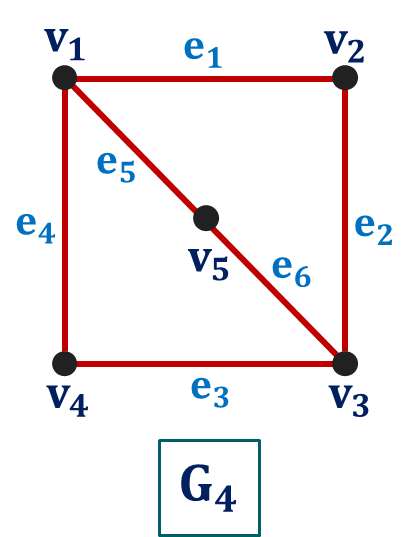 v₁ e₁ v₂
e₅
e₄ e₂
v₅ e₆
v₄ e₃ v₃
G₄